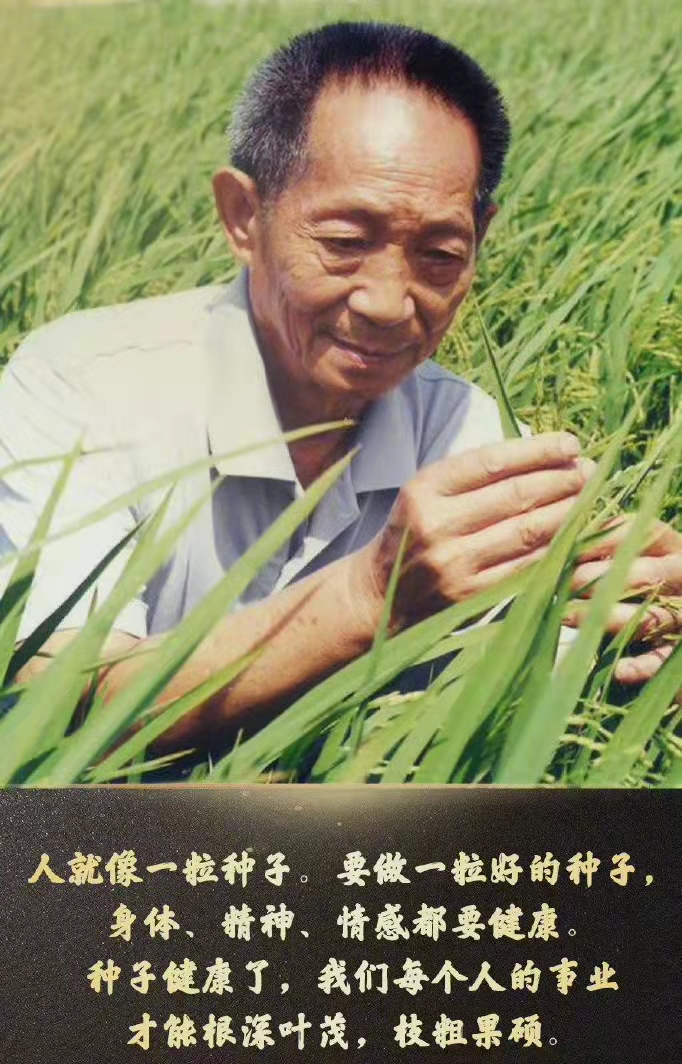 人就像一粒种子。要做一粒好的种子，
身体、精神、情感都要健康。
种子健康了，我们每个人的事业
才能根深叶茂，枝粗果硕。